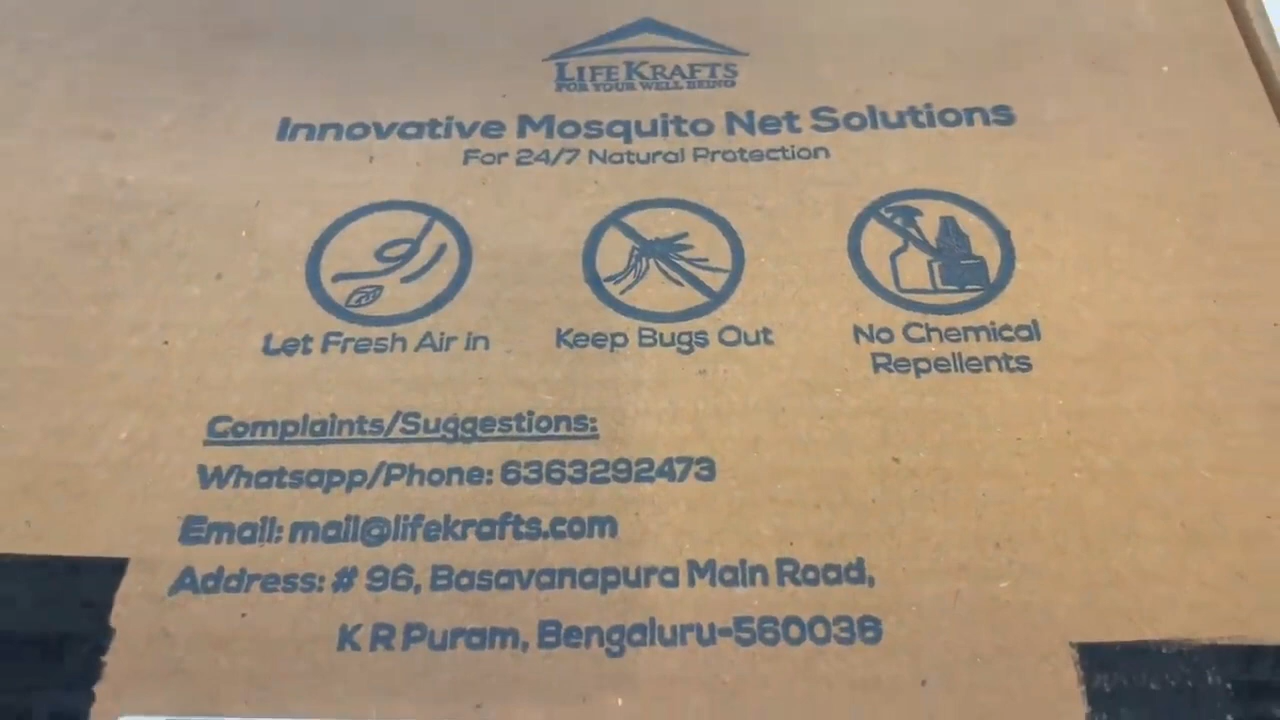 LIFE KRAFTS
FOR YOUR WELL BEING
Innovative Mosquito Net Solutions
For 24/7 Natural Protection
Let Fresh Air in
Keep Bugs Out
No Chemical
Repellents
Complaints/Suggestions:
Whatsapp/Phone: 6363292473
Email: mail@lifekrafts.com
Address: # 96, Basavanapura Main Road,
K R Puram, Bengaluru-560036